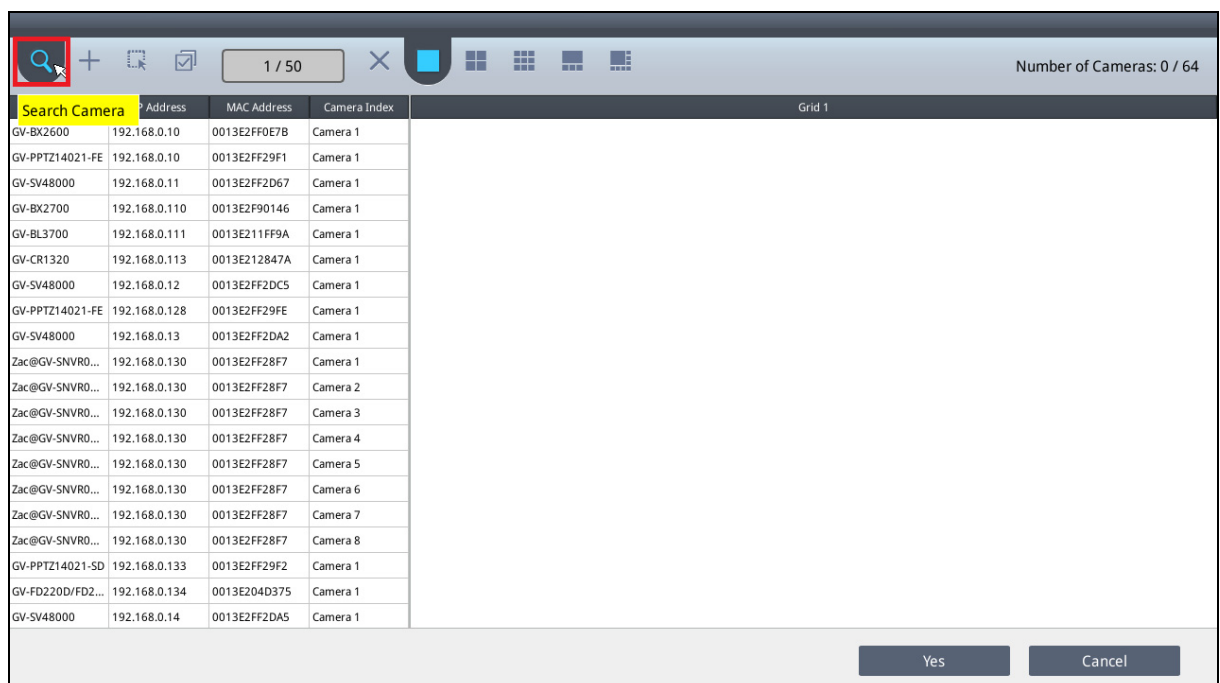 1 / 50
Number of Cameras: 0 / 64
Search Camera
P Address MAC Address Camera Index Grid 1
GV-BX2600 192.168.0.10 0013E2FF0E7B Camera 1
GV-PPTZ14021-FE 192.168.0.10 0013E2FF29F1 Camera 1
GV-SV48000 192.168.0.11 0013E2FF2D67 Camera 1
GV-BX2700 192.168.0.110 0013E2F90146 Camera 1
GV-BL3700 192.168.0.111 0013E211FF9A Camera 1
GV-CR1320 192.168.0.113 0013E212847A Camera 1
GV-SV48000 192.168.0.12 0013E2FF2DC5 Camera 1
GV-PPTZ14021-FE 192.168.0.128 0013E2FF29FE Camera 1
GV-SV48000 192.168.0.13 0013E2FF2DA2 Camera 1
Zac@GV-SNVR0... 192.168.0.130 0013E2FF28F7 Camera 1
Zac@GV-SNVR0... 192.168.0.130 0013E2FF28F7 Camera 2
Zac@GV-SNVR0... 192.168.0.130 0013E2FF28F7 Camera 3
Zac@GV-SNVR0... 192.168.0.130 0013E2FF28F7 Camera 4
Zac@GV-SNVR0... 192.168.0.130 0013E2FF28F7 Camera 5
Zac@GV-SNVR0... 192.168.0.130 0013E2FF28F7 Camera 6
Zac@GV-SNVR0... 192.168.0.130 0013E2FF28F7 Camera 7
Zac@GV-SNVR0... 192.168.0.130 0013E2FF28F7 Camera 8
GV-PPTZ14021-SD 192.168.0.133 0013E2FF29F2 Camera 1
GV-FD220D/FD2... 192.168.0.134 0013E204D375 Camera 1
GV-SV48000 192.168.0.14 0013E2FF2DA5 Camera 1
Yes Cancel